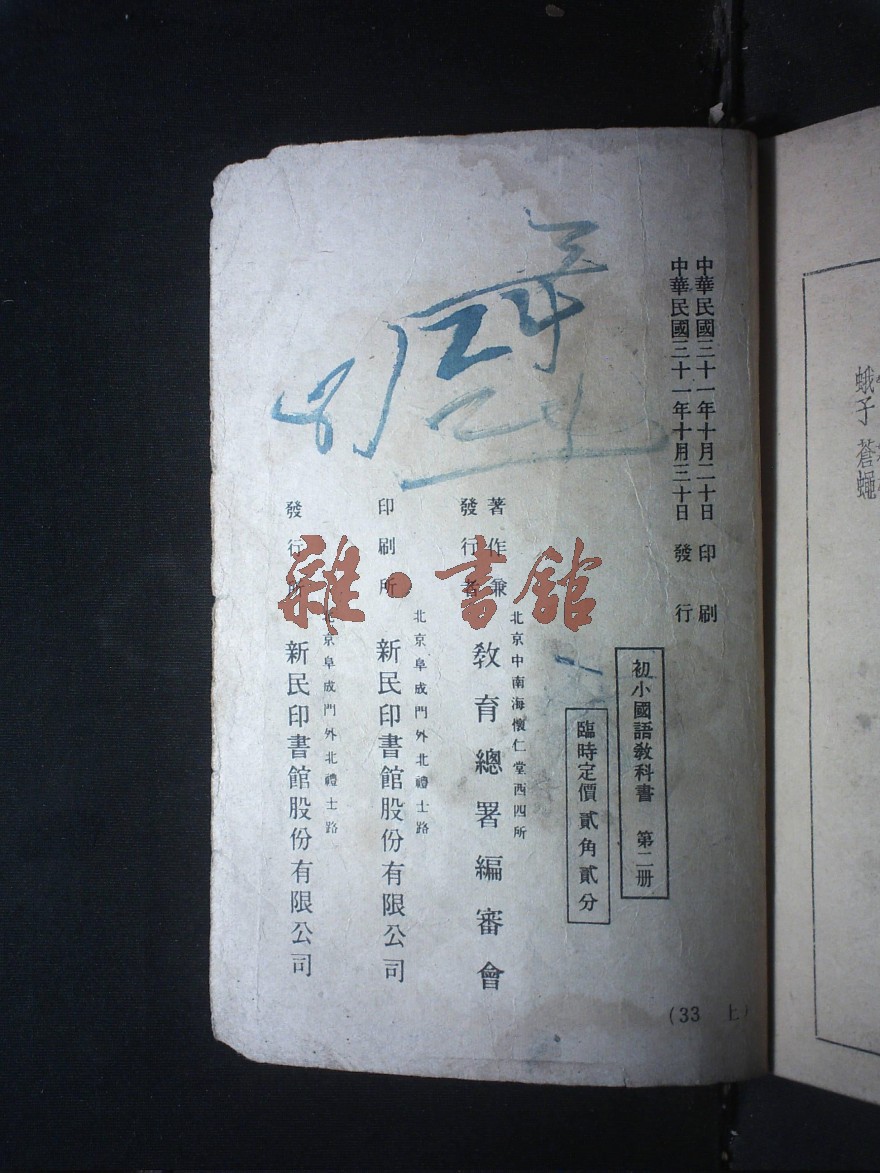 中華民國三十一年十月二十日 印刷
中華民國三十一年十月三十日 發行
初小國語教科書 第二册
臨時定價貳角貳分
北京中南海懷仁堂西四所
著作兼
發行者
教育總署編審會
北京阜成門外北禮士路
印刷所 新民印書館股份有限公司
北京阜成門外北禮士路
發行所 新民印書館股份有限公司
(33 上)
雜·書館
蛾子 蒼蠅